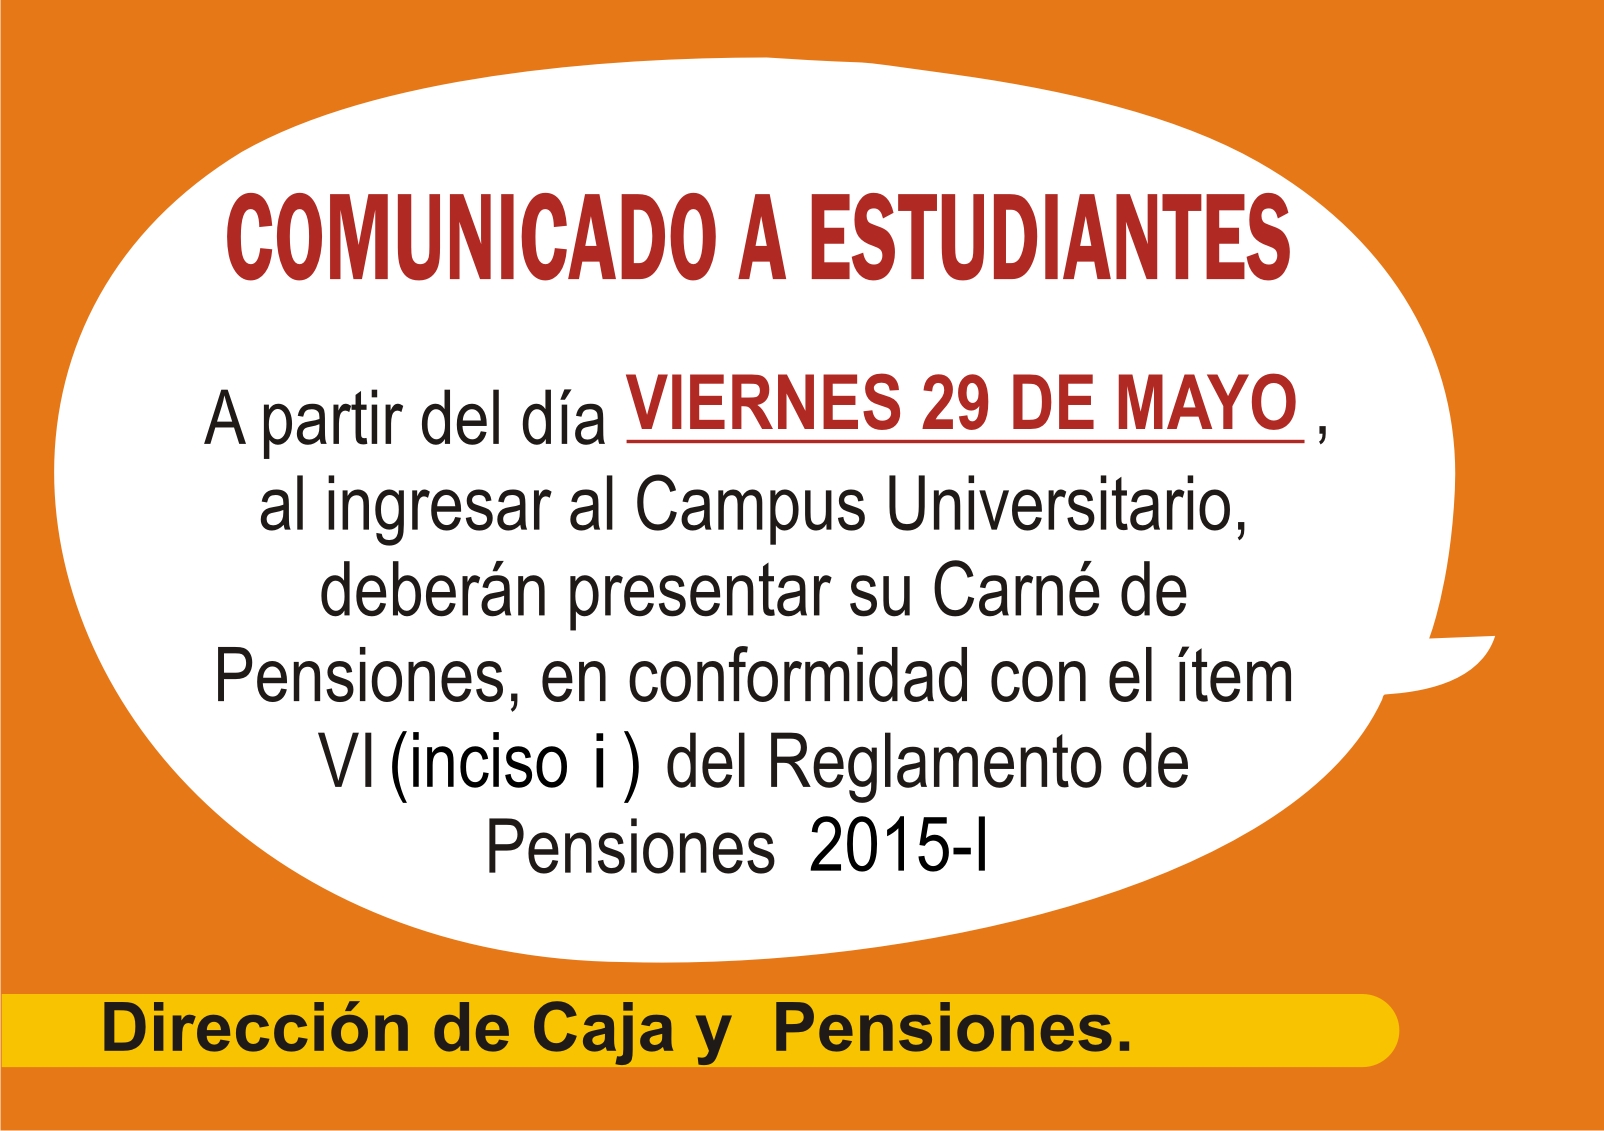 COMUNICADO A ESTUDIANTES
A partir del día VIERNES 29 DE MAYO ,
al ingresar al Campus Universitario,
deberán presentar su Carné de
Pensiones, en conformidad con el ítem
VI (inciso i ) del Reglamento de
Pensiones 2015-I
Dirección de Caja y Pensiones.